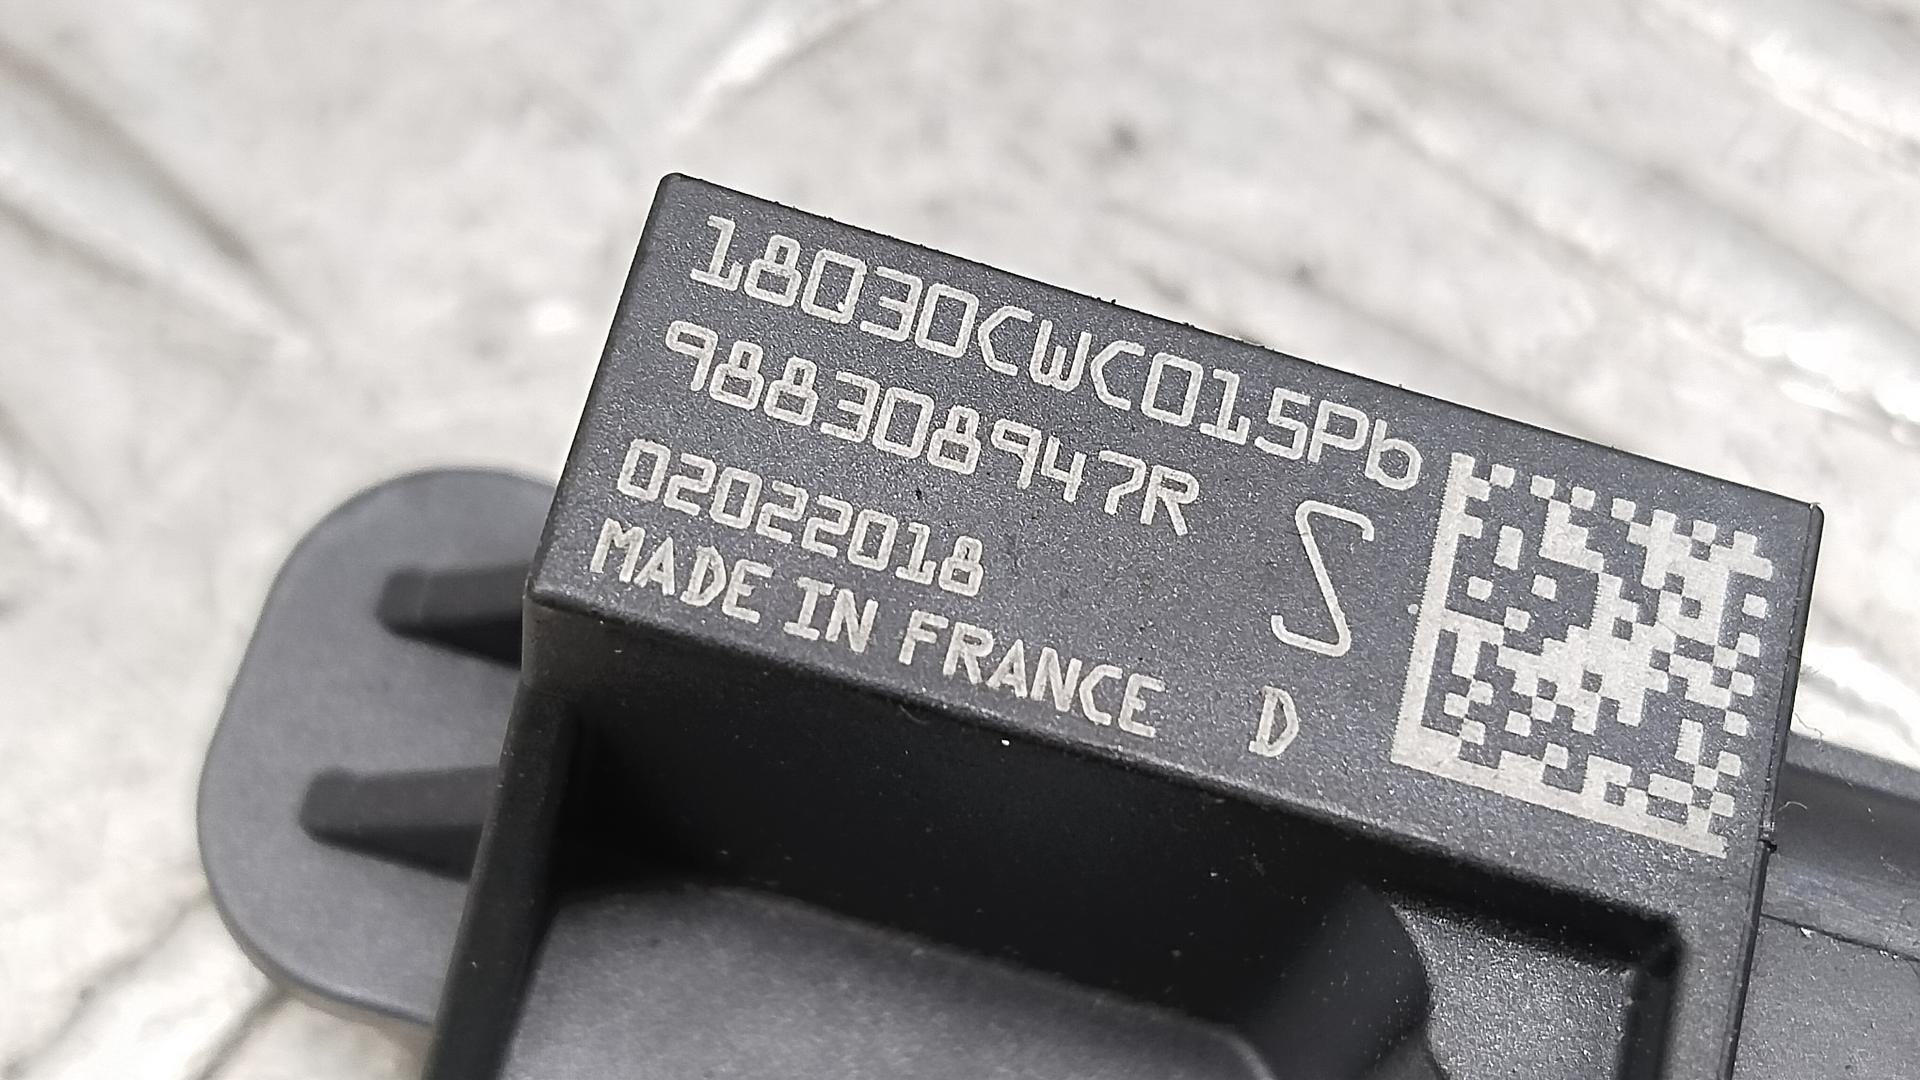 18030CWC015Pb
988308947R
S
02022018
MADE IN FRANCE D